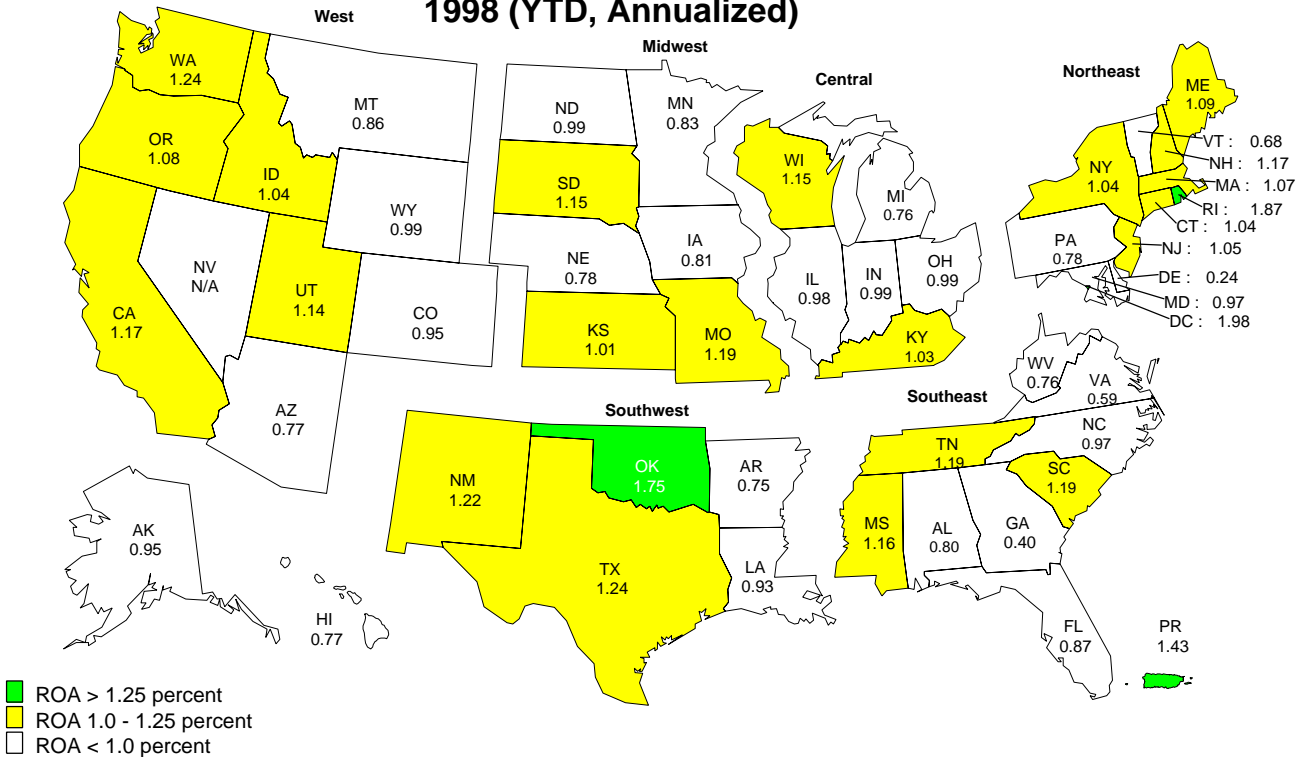 1998 (YTD, Annualized)
West
Midwest
Central
Northeast
WA
1.24
MT
0.86
OR
1.08
ID
1.04
WY
0.99
NV
N/A
UT
1.14
CO
0.95
CA
1.17
AZ
0.77
AK
0.95
HI
0.77
ND
0.99
MN
0.83
SD
1.15
NE
0.78
IA
0.81
KS
1.01
MO
1.19
WI
1.15
MI
0.76
IL
0.98
IN
0.99
OH
0.99
KY
1.03
ME
1.09
NY
1.04
PA
0.78
VT : 0.68
NH : 1.17
MA : 1.07
RI : 1.87
CT : 1.04
NJ : 1.05
DE : 0.24
MD : 0.97
DC : 1.98
Southwest
NM
1.22
OK
1.75
AR
0.75
TX
1.24
LA
0.93
Southeast
WV
0.76
VA
0.59
NC
0.97
TN
1.19
SC
1.19
MS
1.16
AL
0.80
GA
0.40
FL
0.87
PR
1.43
ROA > 1.25 percent
ROA 1.0 - 1.25 percent
ROA < 1.0 percent